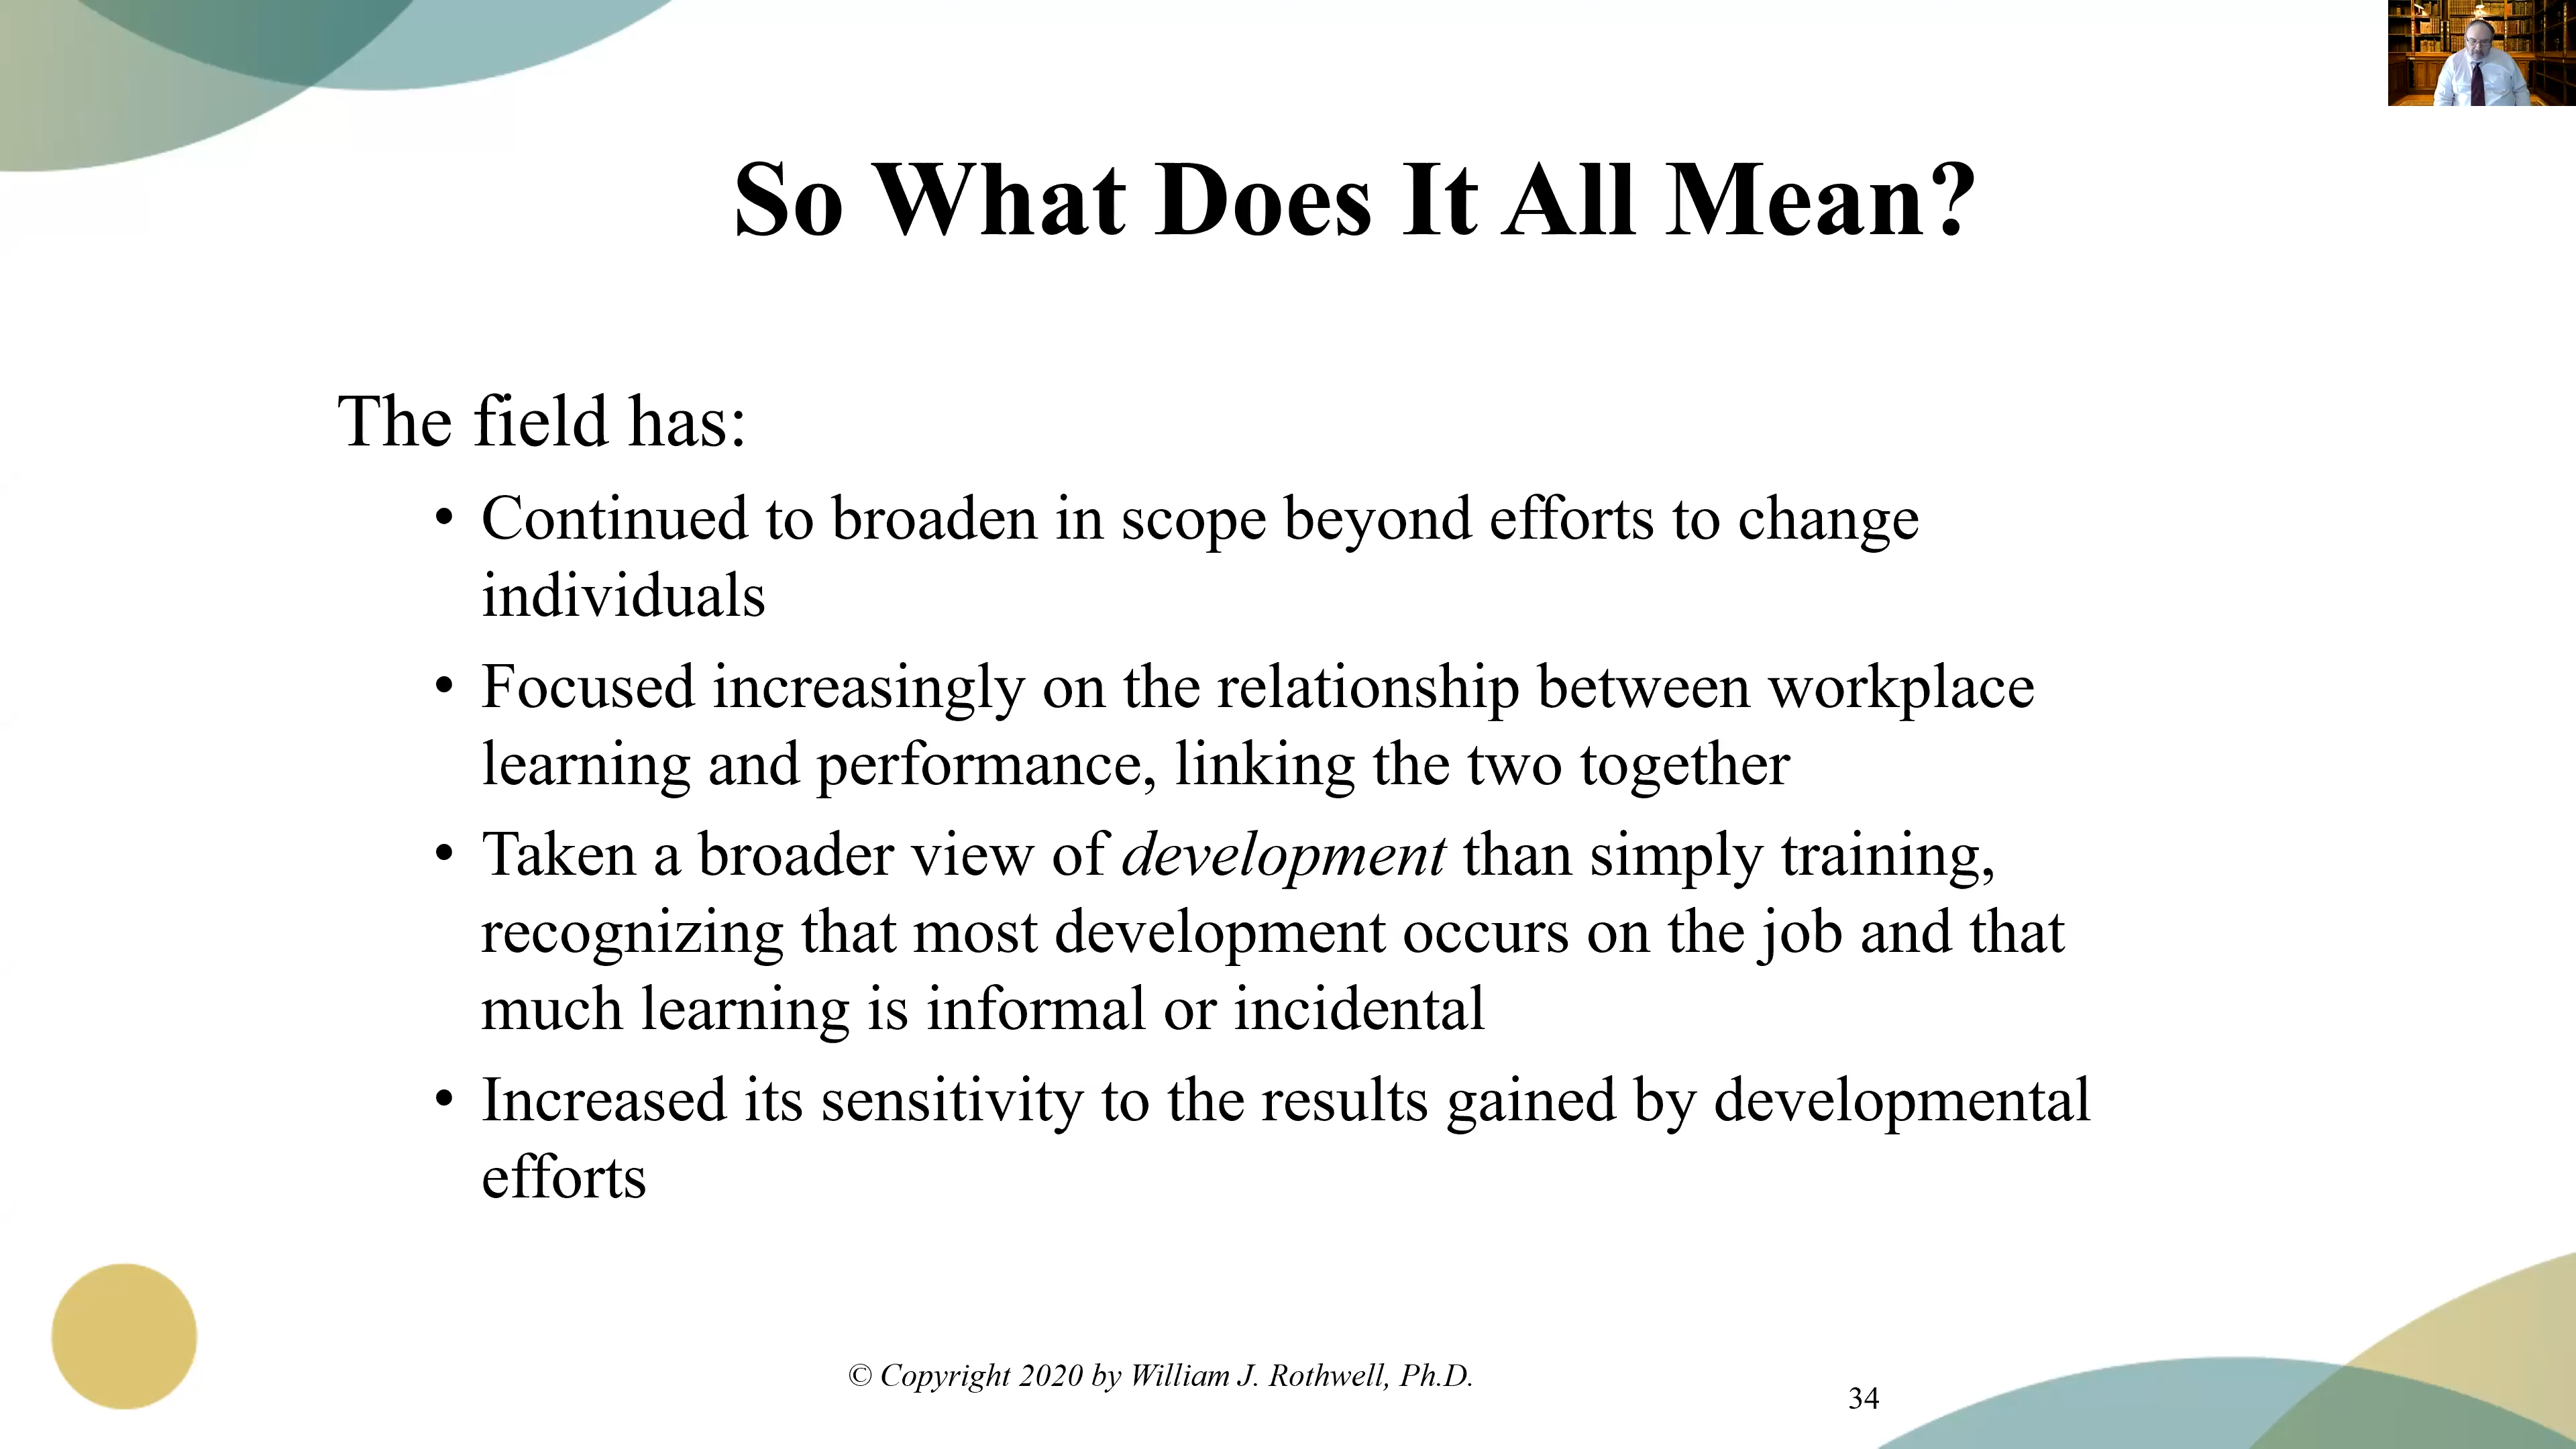 So What Does It All Mean?
The field has:
• Continued to broaden in scope beyond efforts to change
individuals
• Focused increasingly on the relationship between workplace
learning and performance, linking the two together
• Taken a broader view of development than simply training,
recognizing that most development occurs on the job and that
much learning is informal or incidental
• Increased its sensitivity to the results gained by developmental
efforts
© Copyright 2020 by William J. Rothwell, Ph.D.
34